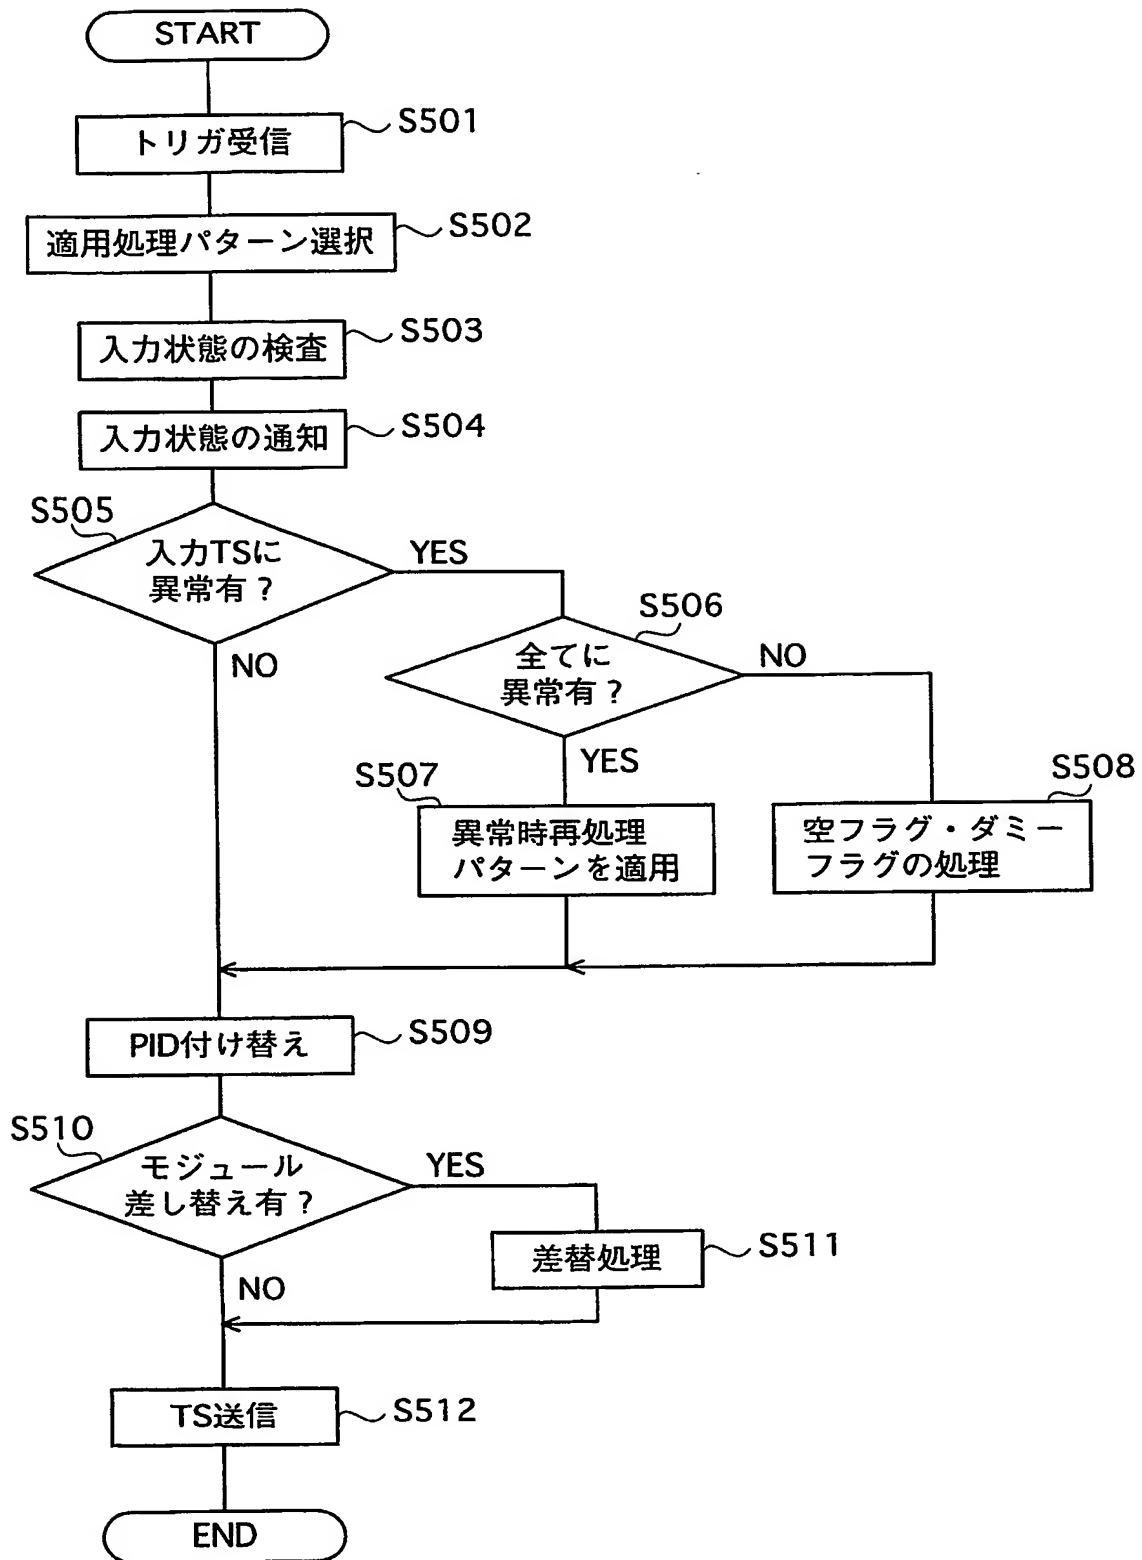 START
トリガ受信
S501
適用処理パターン選択
S502
入力状態の検査
S503
入力状態の通知
S504
S505
入力TSに
異常有？
YES
NO
S506
全てに
異常有？
NO
YES
S507
異常時再処理
パターンを適用
S508
空フラグ・ダミー
フラグの処理
PID付け替え
S509
S510
モジュール
差し替え有？
YES
NO
差替処理
S511
TS送信
S512
END